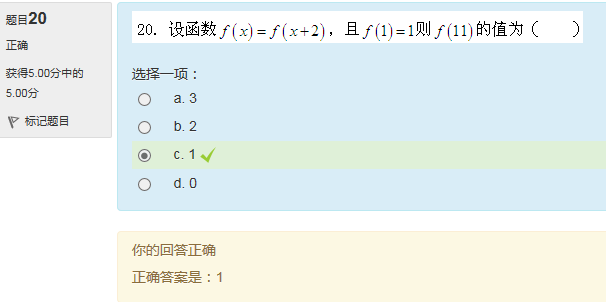 题目20
正确
获得5.00分中的
5.00分
标记题目
20. 设函数f(x)=f(x+2)，且f(1)=1则f(11)的值为（　　）
选择一项：
a. 3
b. 2
c. 1
d. 0
你的回答正确
正确答案是：1